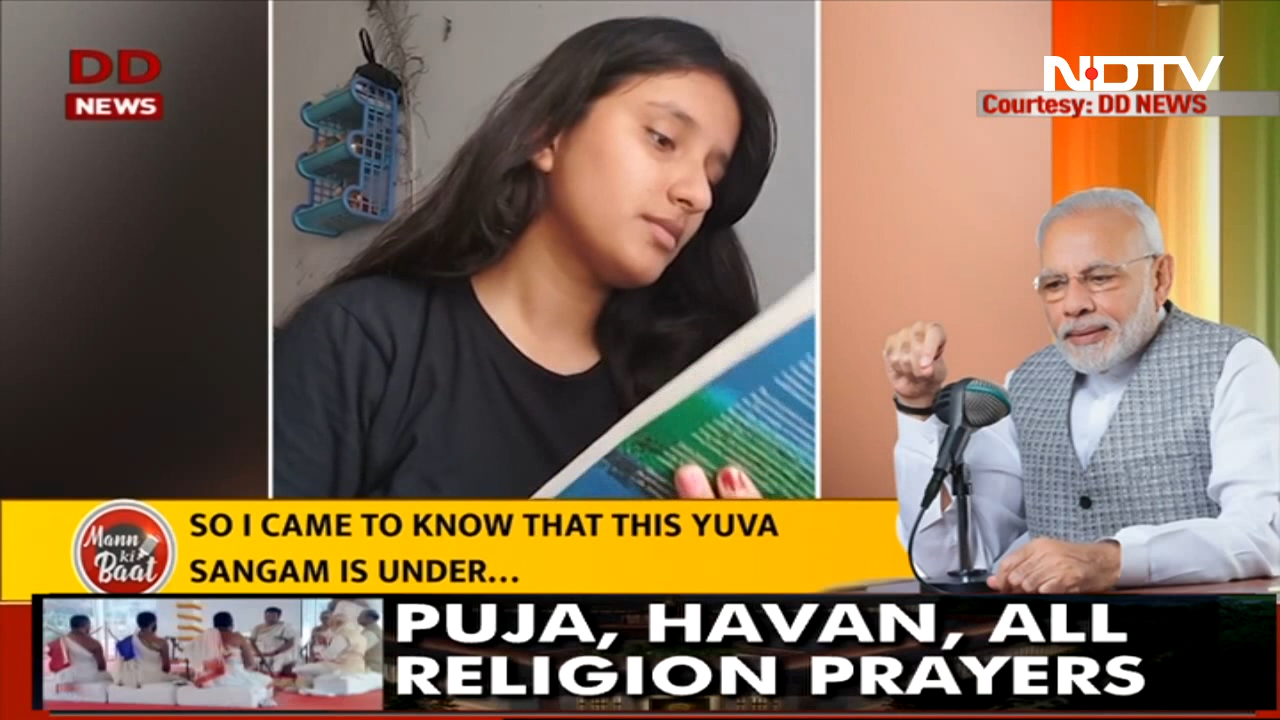 DD
NEWS
NDTV
Courtesy: DD NEWS
Mann
ki
Baat
SO I CAME TO KNOW THAT THIS YUVA
SANGAM IS UNDER...
PUJA, HAVAN, ALL
RELIGION PRAYERS